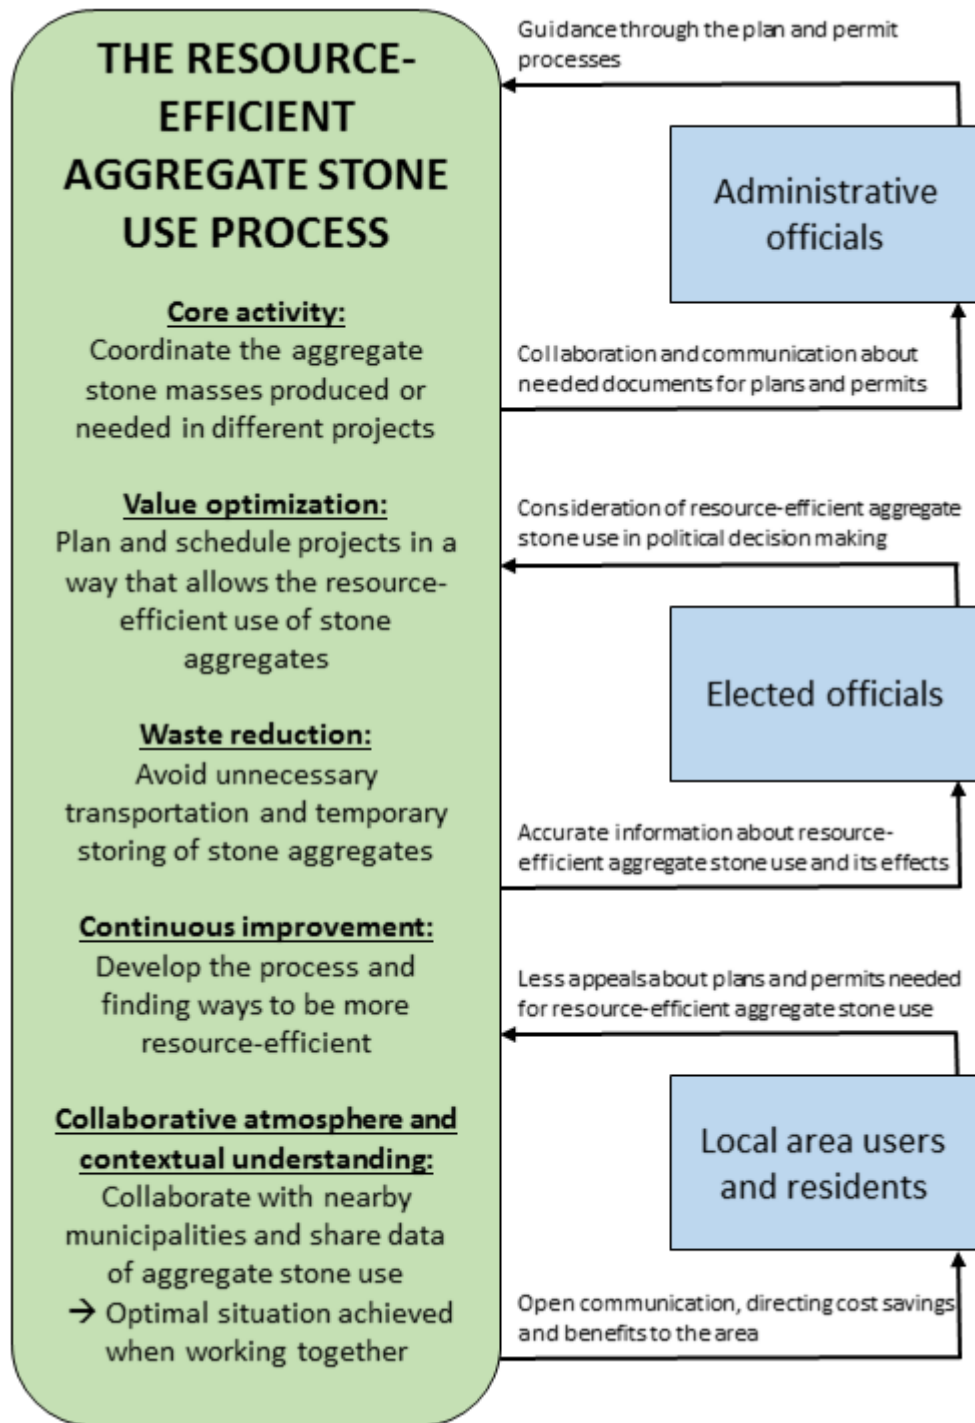 THE RESOURCE-
EFFICIENT
AGGREGATE STONE
USE PROCESS
Core activity:
Coordinate the aggregate
stone masses produced or
needed in different projects
Value optimization:
Plan and schedule projects in a
way that allows the resource-
efficient use of stone
aggregates
Waste reduction:
Avoid unnecessary
transportation and temporary
storing of stone aggregates
Continuous improvement:
Develop the process and
finding ways to be more
resource-efficient
Collaborative atmosphere and
contextual understanding:
Collaborate with nearby
municipalities and share data
of aggregate stone use
→ Optimal situation achieved
when working together
Guidance through the plan and permit
processes
Administrative
officials
Collaboration and communication about
needed documents for plans and permits
Consideration of resource-efficient aggregate
stone use in political decision making
Elected officials
Accurate information about resource-
efficient aggregate stone use and its effects
Less appeals about plans and permits needed
for resource-efficient aggregate stone use
Local area users
and residents
Open communication, directing cost savings
and benefits to the area